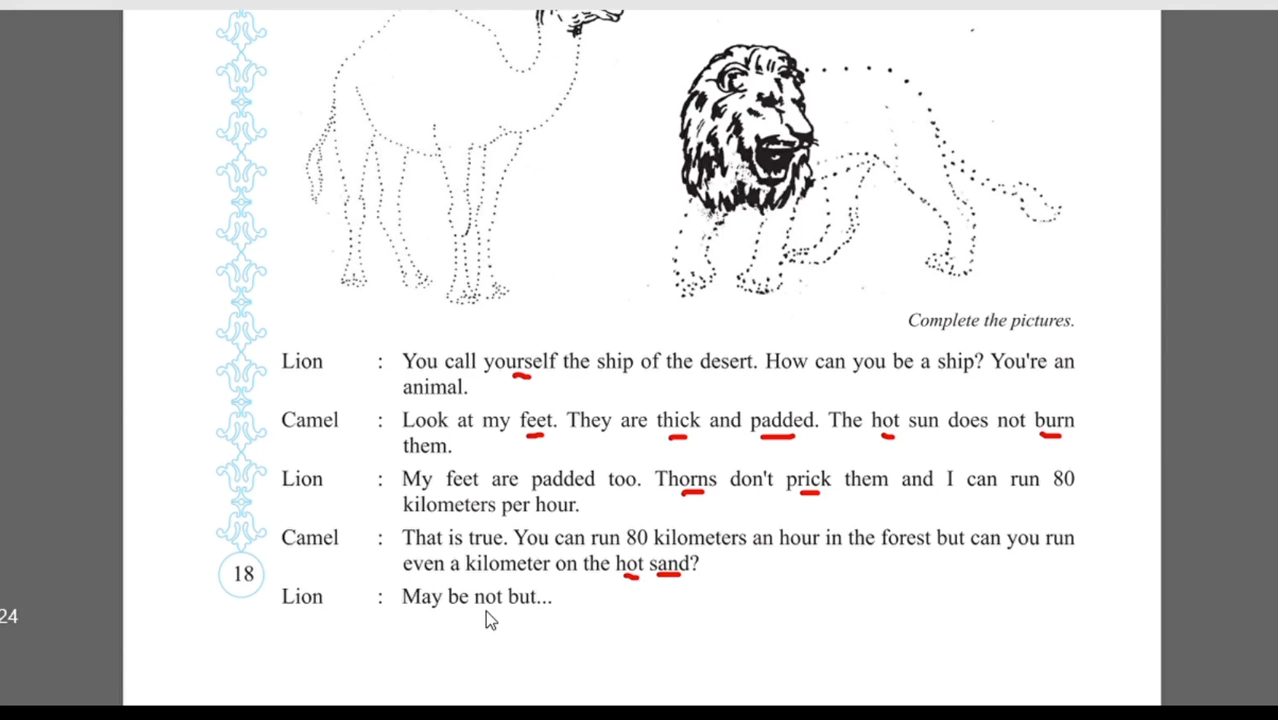 Complete the pictures.
Lion : You call yourself the ship of the desert. How can you be a ship? You're an
animal.
Camel : Look at my feet. They are thick and padded. The hot sun does not burn
them.
Lion : My feet are padded too. Thorns don't prick them and I can run 80
kilometers per hour.
Camel : That is true. You can run 80 kilometers an hour in the forest but can you run
even a kilometer on the hot sand?
18
Lion : May be not but...
24